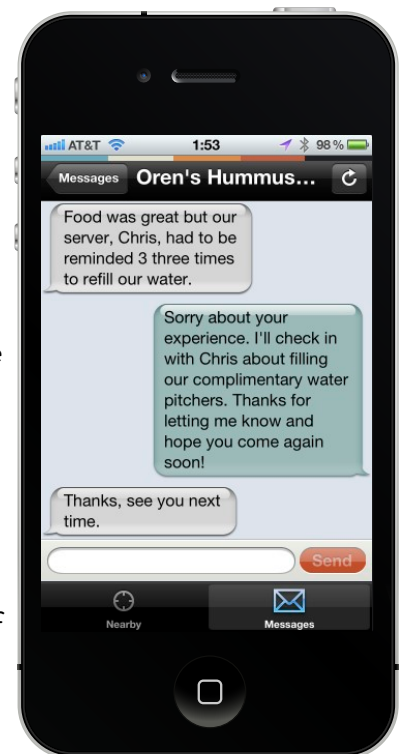 AT&T 1:53 98%
Messages Oren's Hummus...
Food was great but our
server, Chris, had to be
reminded 3 three times
to refill our water.
Sorry about your
experience. I'll check in
with Chris about filling
our complimentary water
pitchers. Thanks for
letting me know and
hope you come again
soon!
Thanks, see you next
time.
Send
Nearby Messages